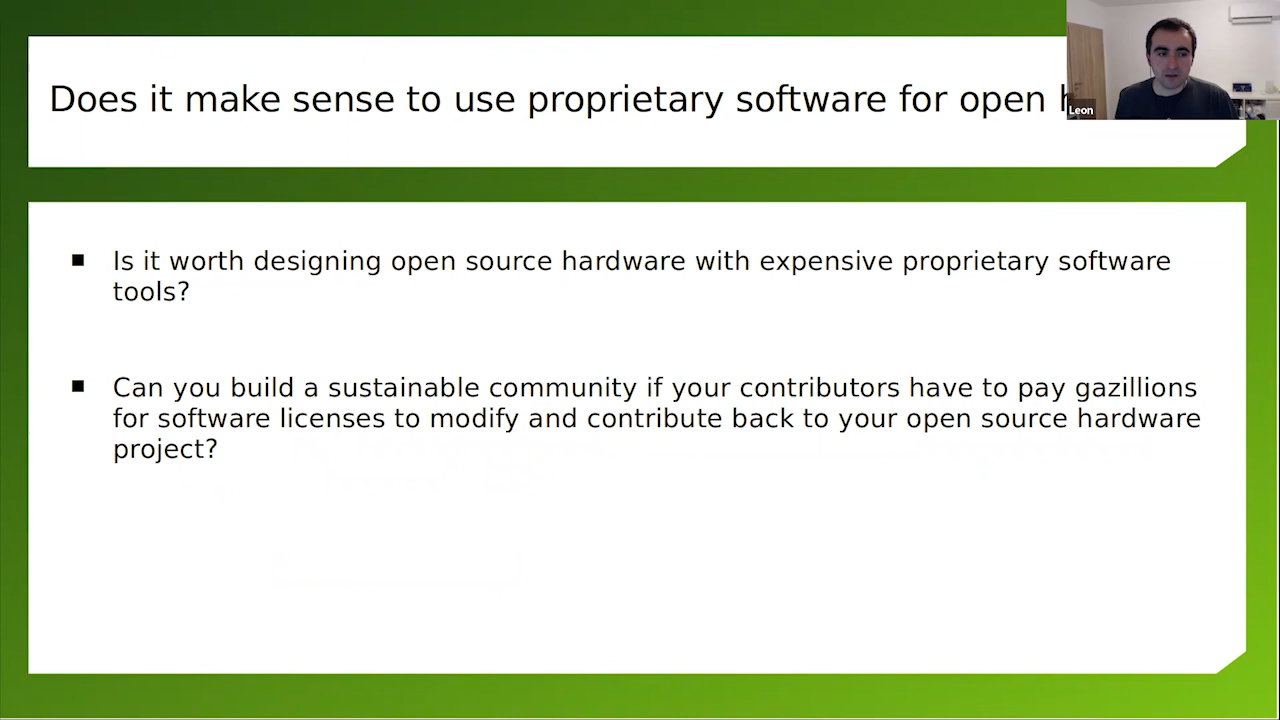 Does it make sense to use proprietary software for open
Leon
Is it worth designing open source hardware with expensive proprietary software
tools?
Can you build a sustainable community if your contributors have to pay gazillions
for software licenses to modify and contribute back to your open source hardware
project?